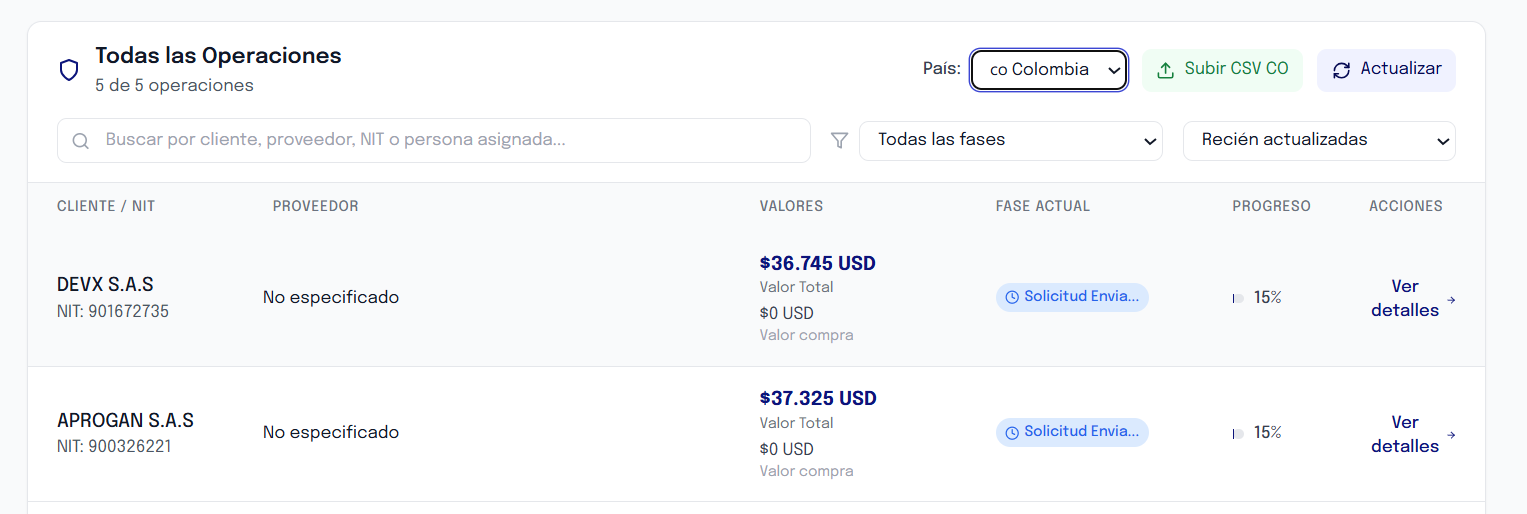 Todas las Operaciones
5 de 5 operaciones
País: co Colombia Subir CSV CO Actualizar
Buscar por cliente, proveedor, NIT o persona asignada... Todas las fases Recién actualizadas
CLIENTE / NIT PROVEEDOR VALORES FASE ACTUAL PROGRESO ACCIONES
DEVX S.A.S
NIT: 901672735
No especificado
$36.745 USD
Valor Total
$0 USD
Valor compra
Solicitud Envia...
15%
Ver
detalles →
APROGAN S.A.S
NIT: 900326221
No especificado
$37.325 USD
Valor Total
$0 USD
Valor compra
Solicitud Envia...
15%
Ver
detalles →